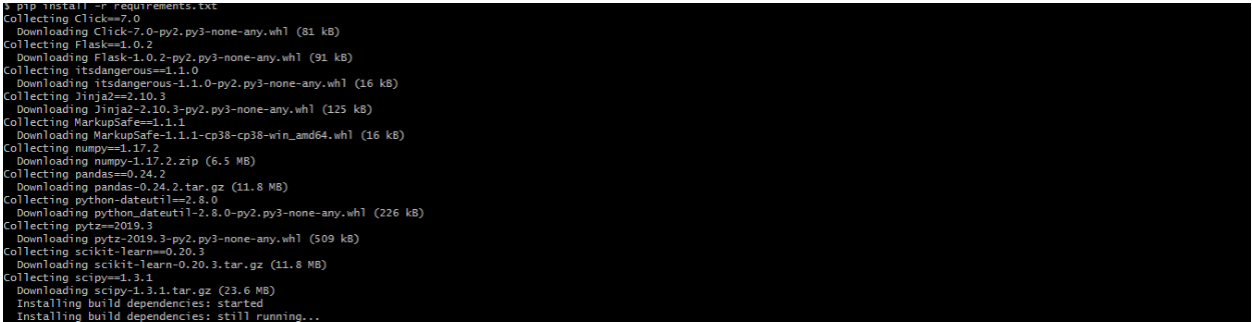 $ pip install -r requirements.txt
Collecting Click==7.0
  Downloading Click-7.0-py2.py3-none-any.whl (81 kB)
Collecting Flask==1.0.2
  Downloading Flask-1.0.2-py2.py3-none-any.whl (91 kB)
Collecting itsdangerous==1.1.0
  Downloading itsdangerous-1.1.0-py2.py3-none-any.whl (16 kB)
Collecting Jinja2==2.10.3
  Downloading Jinja2-2.10.3-py2.py3-none-any.whl (125 kB)
Collecting MarkupSafe==1.1.1
  Downloading MarkupSafe-1.1.1-cp38-cp38-win_amd64.whl (16 kB)
Collecting numpy==1.17.2
  Downloading numpy-1.17.2.zip (6.5 MB)
Collecting pandas==0.24.2
  Downloading pandas-0.24.2.tar.gz (11.8 MB)
Collecting python-dateutil==2.8.0
  Downloading python_dateutil-2.8.0-py2.py3-none-any.whl (226 kB)
Collecting pytz==2019.3
  Downloading pytz-2019.3-py2.py3-none-any.whl (509 kB)
Collecting scikit-learn==0.20.3
  Downloading scikit-learn-0.20.3.tar.gz (11.8 MB)
Collecting scipy==1.3.1
  Downloading scipy-1.3.1.tar.gz (23.6 MB)
  Installing build dependencies: started
  Installing build dependencies: still running...